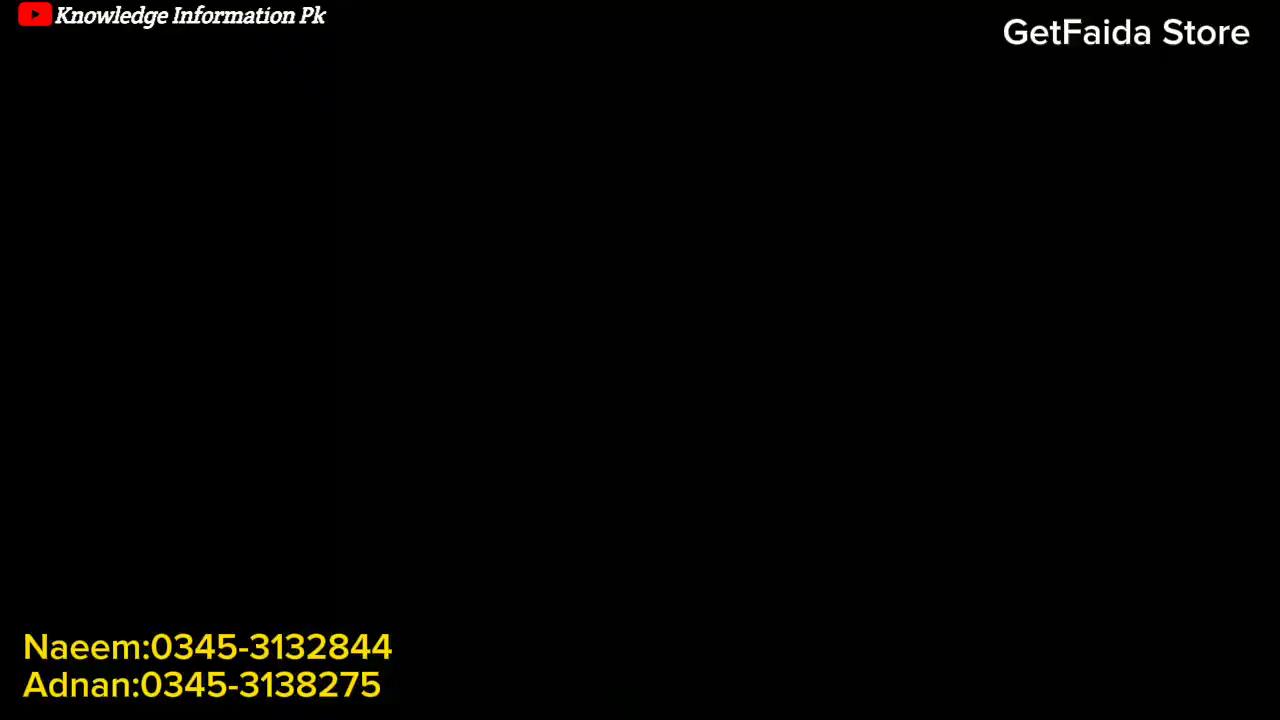 Knowledge Information Pk
GetFaida Store
Naeem:0345-3132844
Adnan:0345-3138275